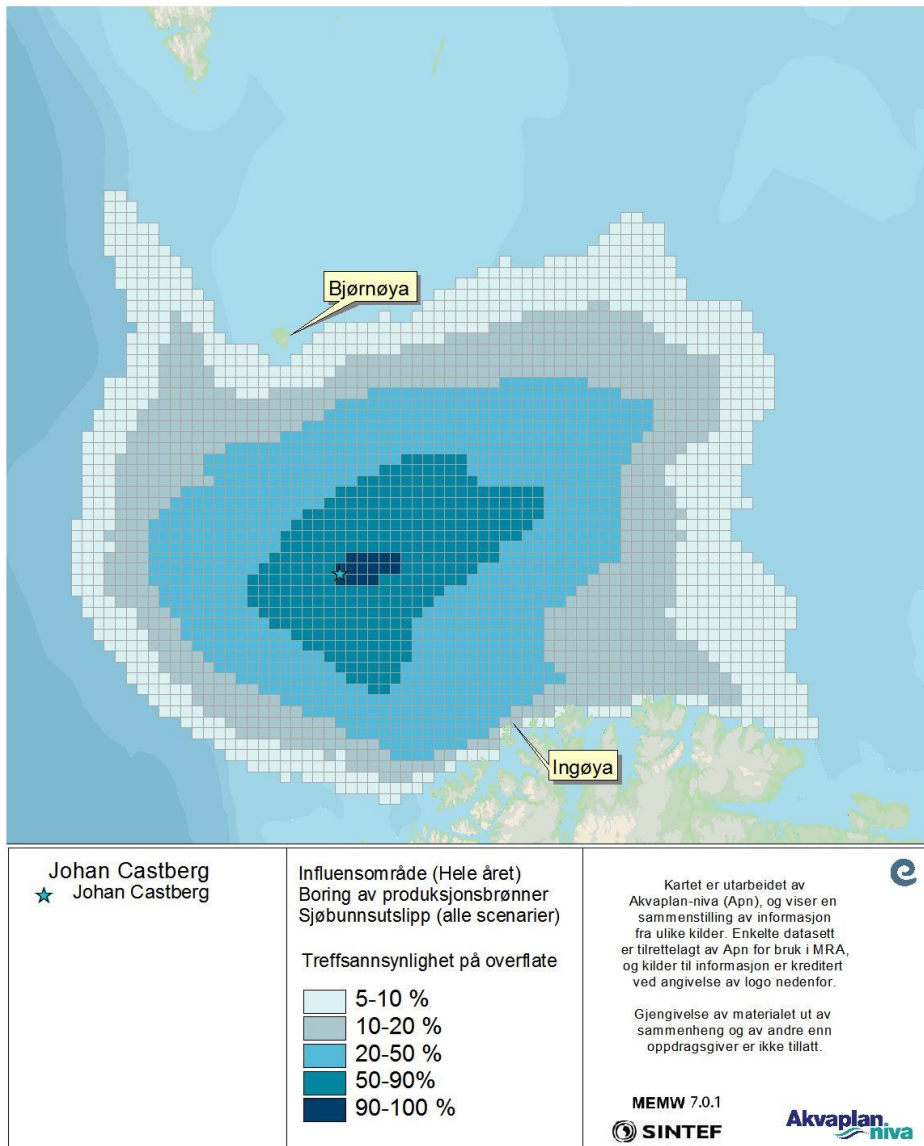 Bjørnøya
Ingøya
Johan Castberg
Johan Castberg
Influensområde (Hele året)
Boring av produksjonsbrønner
Sjøbunnsutslipp (alle scenarier)
Treffsannsynlighet på overflate
5-10 %
10-20 %
20-50 %
50-90%
90-100 %
Kartet er utarbeidet av
Akvaplan-niva (Apn), og viser en
sammenstilling av informasjon
fra ulike kilder. Enkelte datasett
er tilrettelagt av Apn for bruk i MRA,
og kilder til informasjon er kreditert
ved angivelse av logo nedenfor.
Gjengivelse av materialet ut av
sammenheng og av andre enn
oppdragsgiver er ikke tillatt.
MEMW 7.0.1
SINTEF
Akvaplan
niva